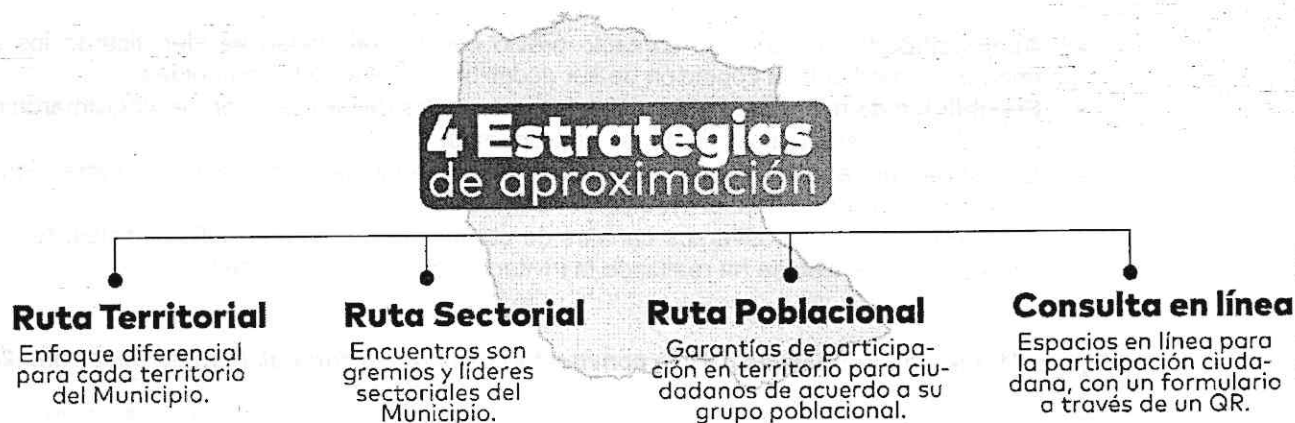 4 Estrategias
de aproximación
Ruta Territorial
Enfoque diferencial
para cada territorio
del Municipio.
Ruta Sectorial
Encuentros son
gremios y líderes
sectoriales del
Municipio.
Ruta Poblacional
Garantías de participa-
ción en territorio para ciu-
dadanos de acuerdo a su
grupo poblacional.
Consulta en línea
Espacios en línea para
la participación ciuda-
dana, con un formulario
a través de un QR.